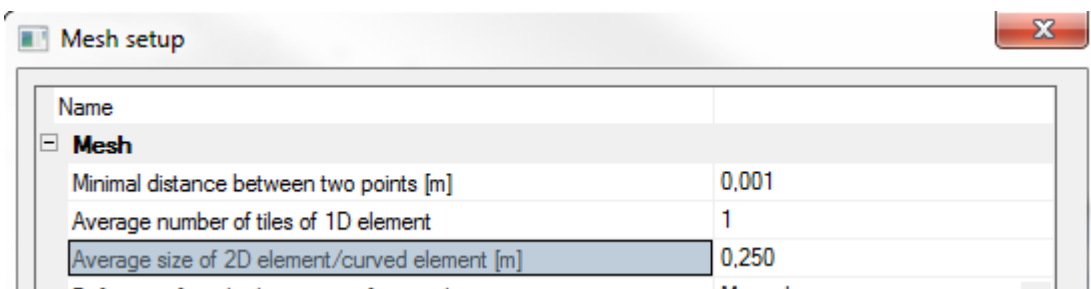 Mesh setup
Name
Mesh
Minimal distance between two points [m] 0,001
Average number of tiles of 1D element 1
Average size of 2D element/curved element [m] 0,250